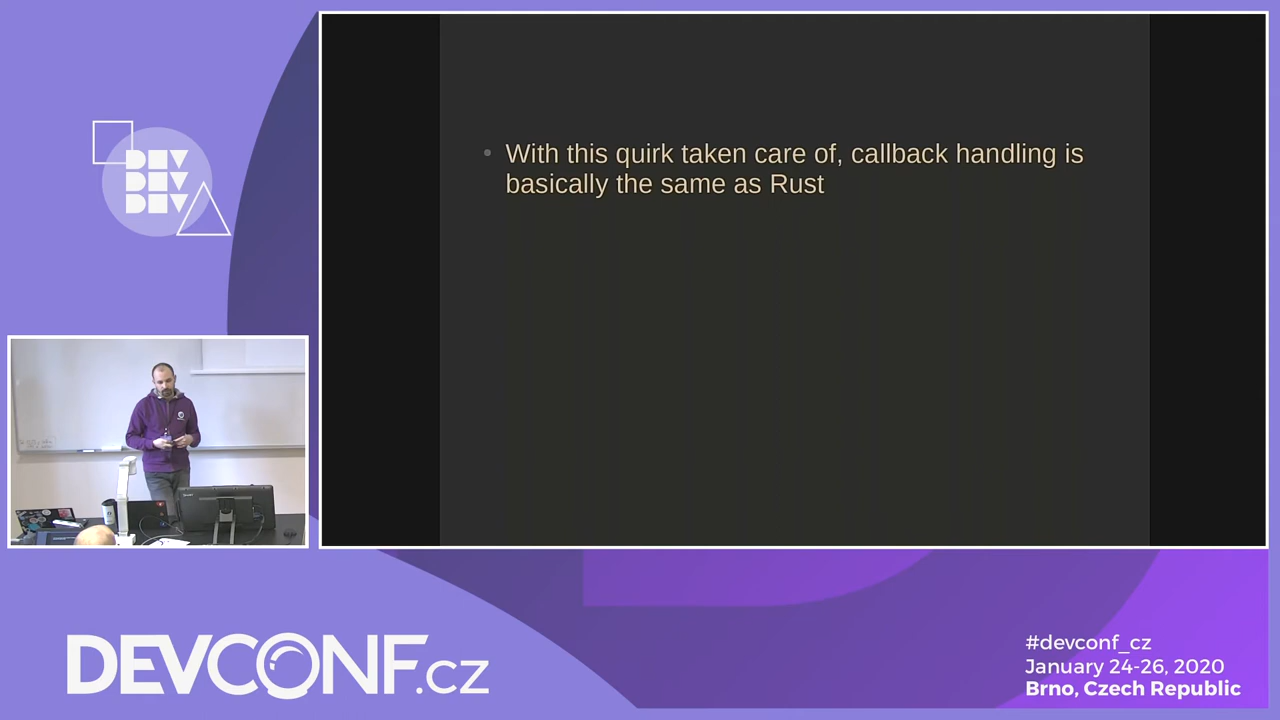 DEV
DEV
DEV
With this quirk taken care of, callback handling is
basically the same as Rust
DEVCONF.cz
#devconf_cz
January 24-26, 2020
Brno, Czech Republic